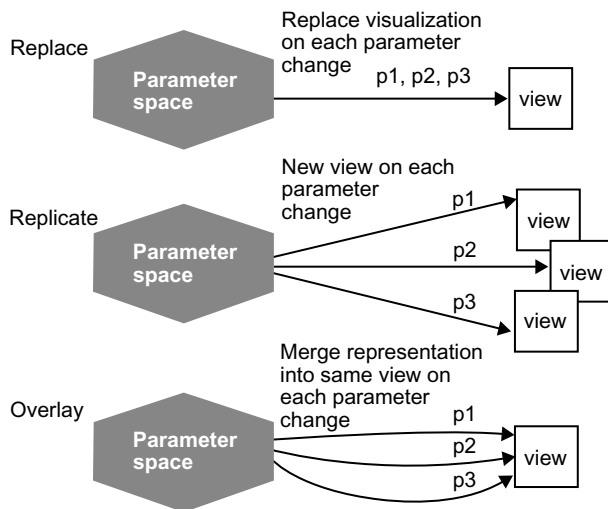 Replace
Parameter
space
Replace visualization
on each parameter
change
p1, p2, p3
view
Replicate
Parameter
space
New view on each
parameter
change
p1
p2
p3
view
view
view
Overlay
Parameter
space
Merge representation
into same view on
each parameter
change
p1
p2
p3
view